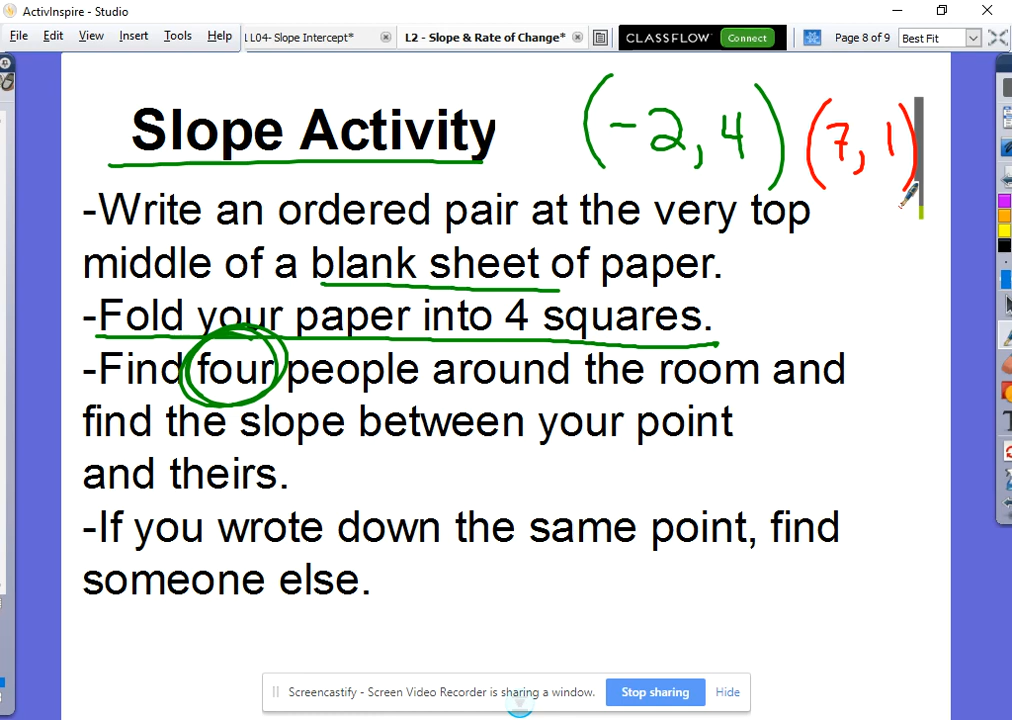 ActivInspire - Studio
File Edit View Insert Tools Help
1 L04- Slope Intercept* L2 - Slope & Rate of Change* CLASSFLOW Connect Page 8 of 9 Best Fit
Slope Activity (-2, 4) (7, 1)
-Write an ordered pair at the very top
middle of a blank sheet of paper.
-Fold your paper into 4 squares.
-Find four people around the room and
find the slope between your point
and theirs.
-If you wrote down the same point, find
someone else.
Screencastify - Screen Video Recorder is sharing a window. Stop sharing Hide